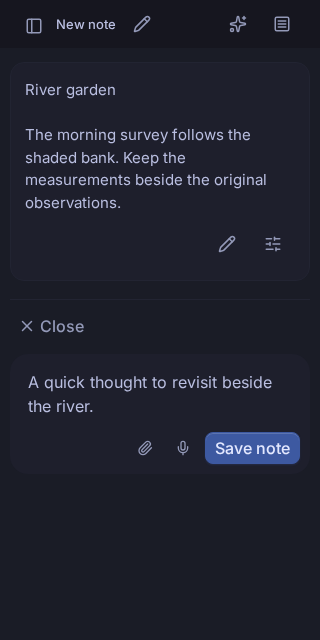 New note
River garden
The morning survey follows the
shaded bank. Keep the
measurements beside the original
observations.
Close
A quick thought to revisit beside
the river.
Save note